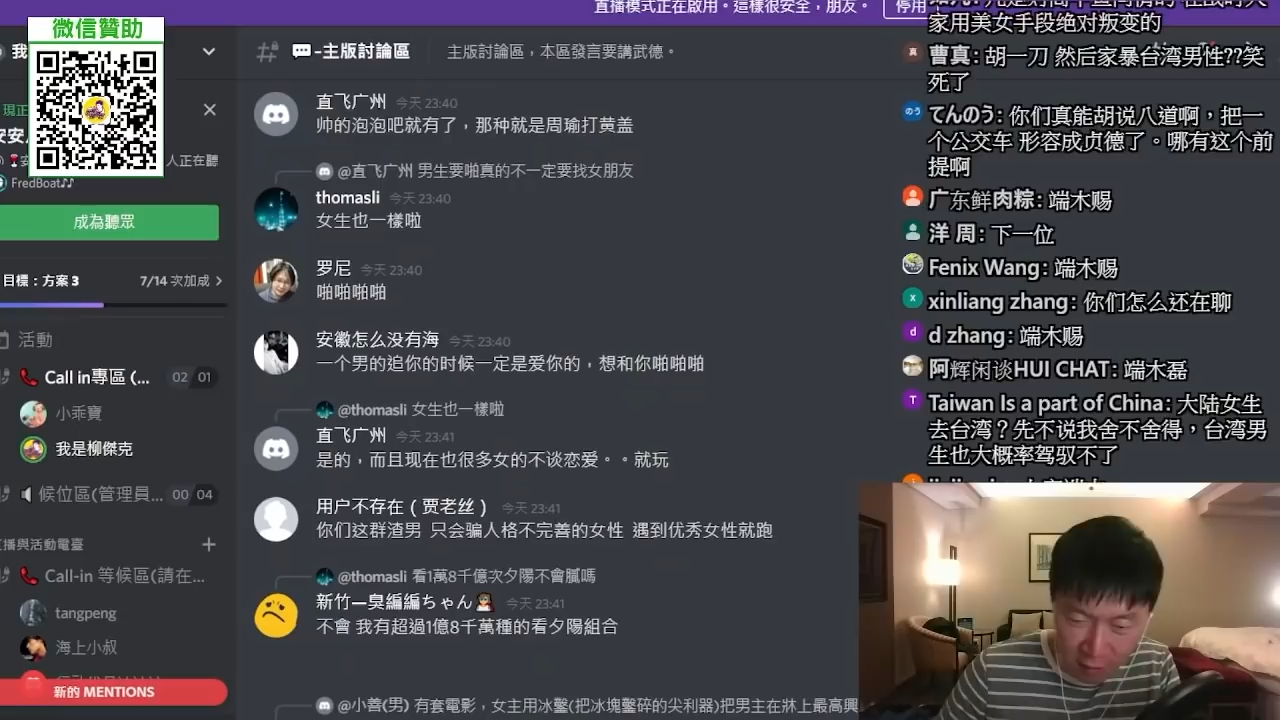 直播模式正在啟用。這樣很安全，朋友。
停用
微信贊助
我
現正
安安
人正在聽
FredBoat♪♪
成為聽眾
目標：方案 3
7/14 次加成 >
活動
Call in專區 (...
02 01
小乖寶
我是柳傑克
候位區(管理員...
00 04
直播與活動電臺
Call-in 等候區(請在...
tangpeng
海上小叔
新的 MENTIONS
-主版討論區
主版討論區，本區發言要講武德。
直飞广州 今天 23:40
帅的泡泡吧就有了，那种就是周瑜打黄盖
@直飞广州 男生要啪真的不一定要找女朋友
thomasli 今天 23:40
女生也一樣啦
罗尼 今天 23:40
啪啪啪啪
安徽怎么没有海 今天 23:40
一个男的追你的时候一定是爱你的，想和你啪啪啪
@thomasli 女生也一樣啦
直飞广州 今天 23:41
是的，而且现在也很多女的不谈恋爱。。就玩
用户不存在（贾老丝） 今天 23:41
你们这群渣男 只会骗人格不完善的女性 遇到优秀女性就跑
@thomasli 看1萬8千億次夕陽不會膩嗎
新竹—臭編編ちゃん 今天 23:41
不會 我有超過1億8千萬種的看夕陽組合
@小善(男) 有套電影，女主用冰鑿(把冰塊鑿碎的尖利器)把男主在牀上最高興
家用美女手段绝对叛变的
曹真: 胡一刀 然后家暴台湾男性??笑
死了
てんのう: 你们真能胡说八道啊，把一
个公交车 形容成贞德了。哪有这个前
提啊
广东鲜肉粽: 端木赐
洋 周: 下一位
Fenix Wang: 端木赐
xinliang zhang: 你们怎么还在聊
d zhang: 端木赐
阿辉闲谈HUI CHAT: 端木磊
Taiwan Is a part of China: 大陆女生
去台湾？先不说我舍不舍得，台湾男
生也大概率驾驭不了